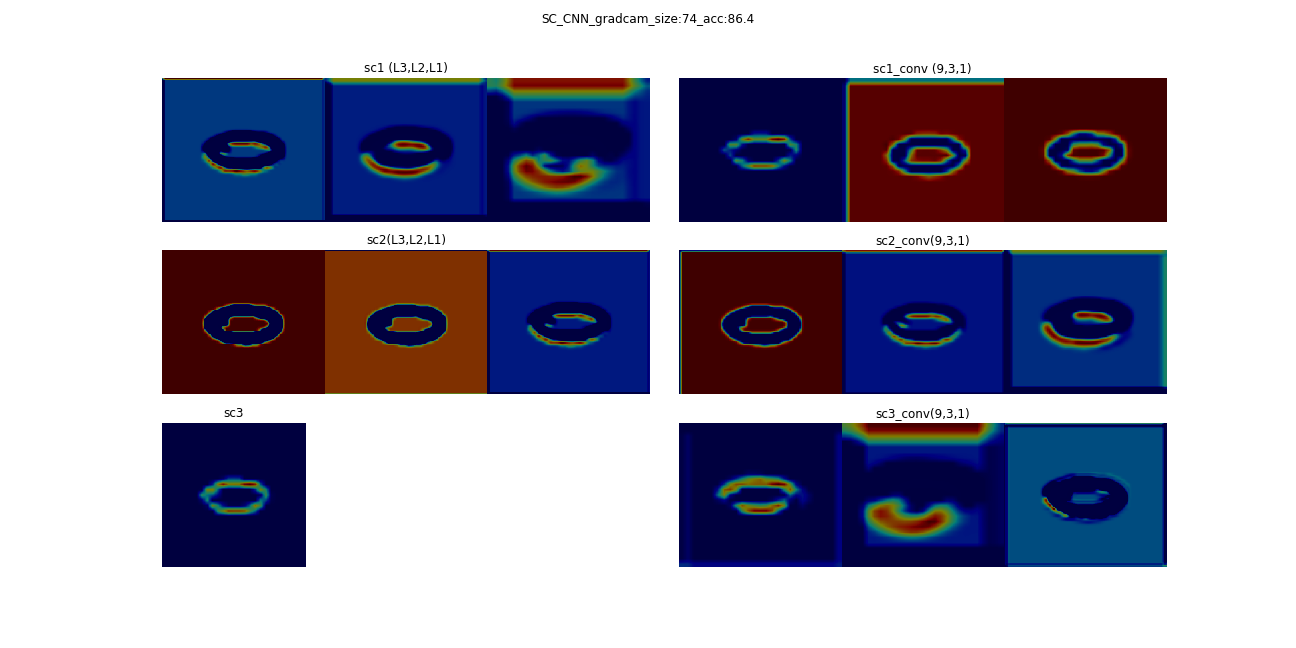 SC_CNN_gradcam_size:74_acc:86.4
sc1 (L3,L2,L1)
sc1_conv (9,3,1)
sc2(L3,L2,L1)
sc2_conv(9,3,1)
sc3
sc3_conv(9,3,1)